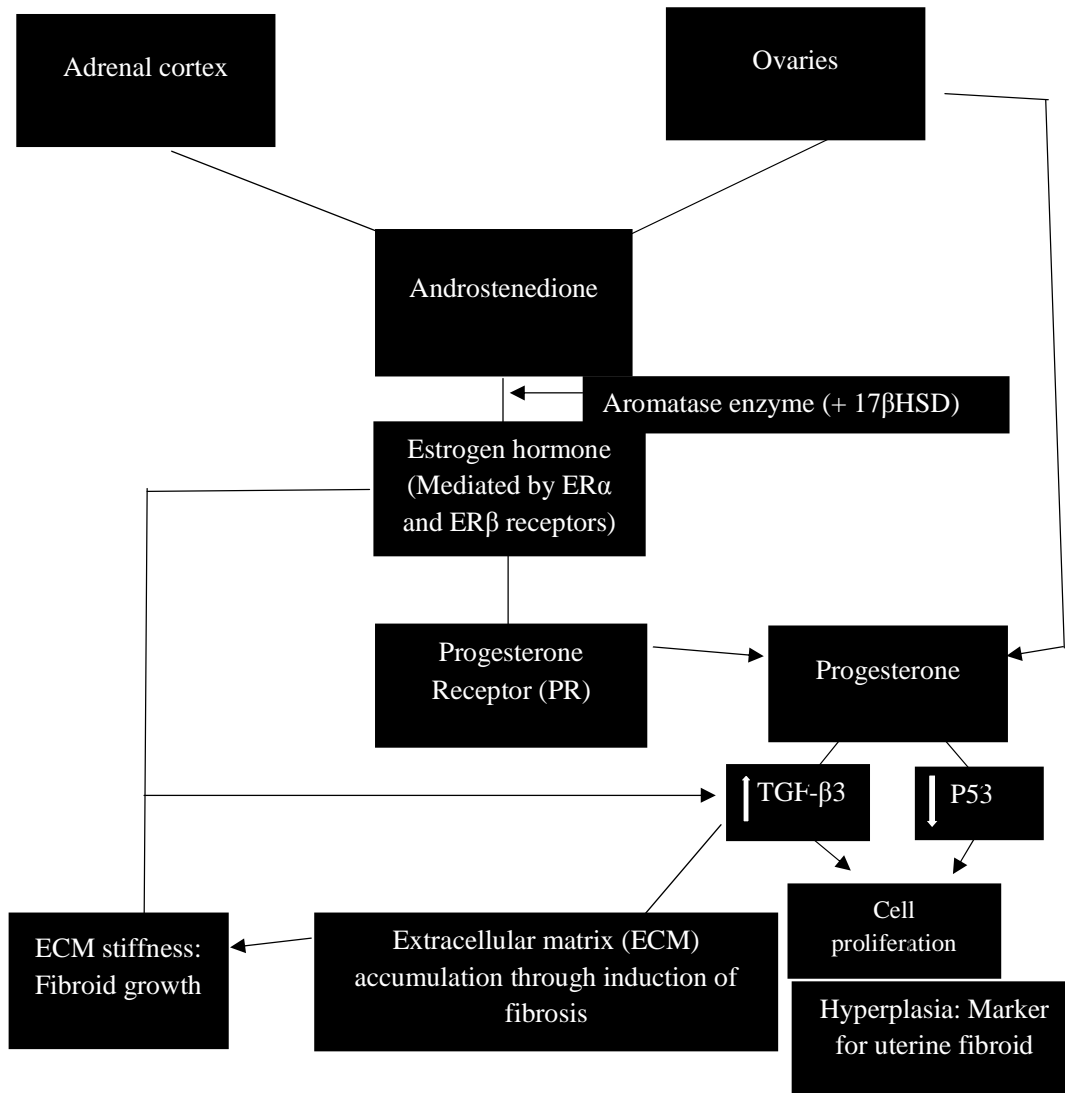 Adrenal cortex
Ovaries
Androstenedione
Aromatase enzyme (+ 17βHSD)
Estrogen hormone
(Mediated by ERα
and ERβ receptors)
Progesterone
Receptor (PR)
Progesterone
TGF-β3
P53
Cell
proliferation
ECM stiffness:
Fibroid growth
Extracellular matrix (ECM)
accumulation through induction of
fibrosis
Hyperplasia: Marker
for uterine fibroid